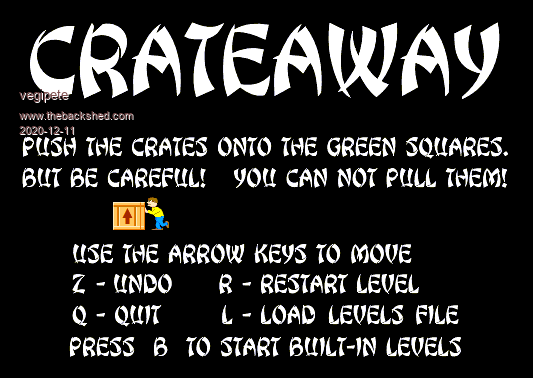 CRATEAWAY
vegipete
www.thebackshed.com
2020-12-11
PUSH THE CRATES ONTO THE GREEN SQUARES.
BUT BE CAREFUL! YOU CAN NOT PULL THEM!
USE THE ARROW KEYS TO MOVE
Z - UNDO R - RESTART LEVEL
Q - QUIT L - LOAD LEVELS FILE
PRESS B TO START BUILT-IN LEVELS